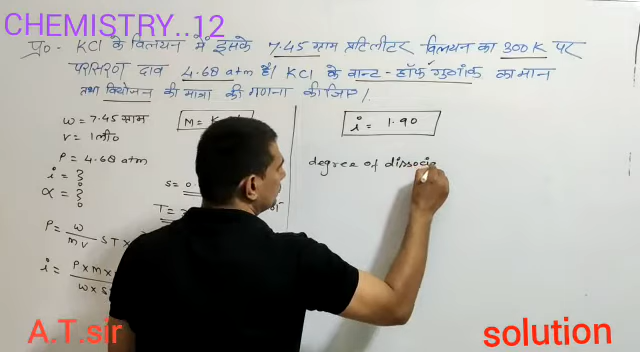 CHEMISTRY..12
प्र० - KCl के विलयन में इसके 7.45 ग्राम प्रतिलीटर विलयन का 300 K पर
परासरण दाब 4.68 atm है। KCl के वान्ट - हॉफ गुणांक का मान
तथा वियोजन की मात्रा की गणना कीजिए।
w = 7.45 ग्राम
V = 1 ली०
P = 4.68 atm
i = ?
α = ?
P = w / mV ST ×
i = P × m × / w × S
M = K
S = 0.
T =
i = 1.90
degree of dissocia
A.T.sir
solution